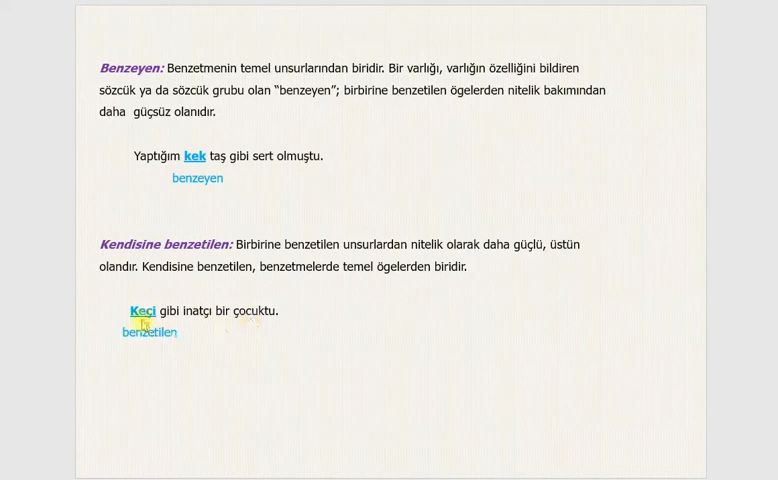 Benzeyen: Benzetmenin temel unsurlarından biridir. Bir varlığı, varlığın özelliğini bildiren
sözcük ya da sözcük grubu olan “benzeyen”; birbirine benzetilen ögelerden nitelik bakımından
daha güçsüz olanıdır.
Yaptığım kek taş gibi sert olmuştu.
benzeyen
Kendisine benzetilen: Birbirine benzetilen unsurlardan nitelik olarak daha güçlü, üstün
olandır. Kendisine benzetilen, benzetmelerde temel ögelerden biridir.
Keçi gibi inatçı bir çocuktu.
benzetilen